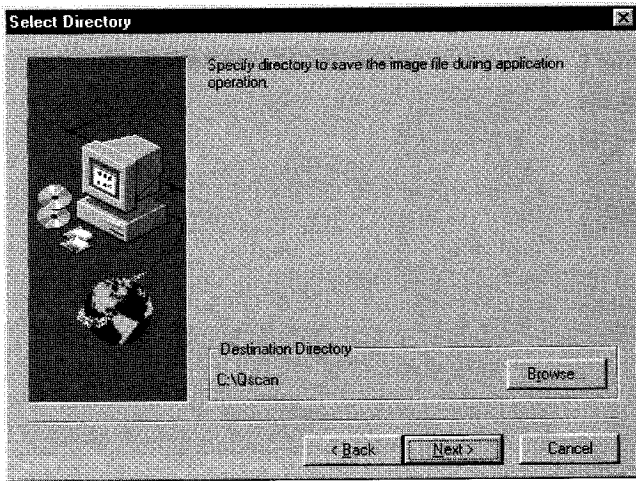 Select Directory
Specify directory to save the image file during application
operation.
Destination Directory
C:\Qscan
Browse
< Back
Next >
Cancel